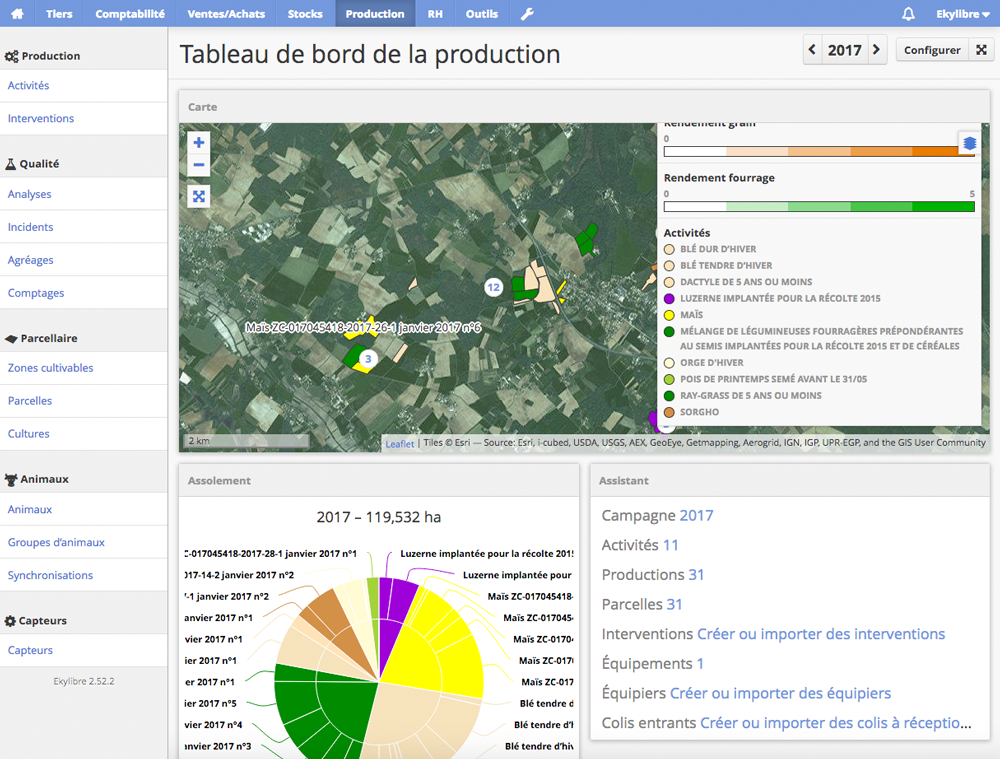 Tiers Comptabilité Ventes/Achats Stocks Production RH Outils Ekylibre
Production
Activités
Interventions
Qualité
Analyses
Incidents
Agréages
Comptages
Parcellaire
Zones cultivables
Parcelles
Cultures
Animaux
Animaux
Groupes d'animaux
Synchronisations
Capteurs
Capteurs
Ekylibre 2.52.2
Tableau de bord de la production
2017
Configurer
Carte
+
−
Rendement grain
0
Rendement fourrage
0 5
Activités
BLÉ DUR D'HIVER
BLÉ TENDRE D'HIVER
DACTYLE DE 5 ANS OU MOINS
LUZERNE IMPLANTÉE POUR LA RÉCOLTE 2015
MAÏS
MÉLANGE DE LÉGUMINEUSES FOURRAGÈRES PRÉPONDÉRANTES
AU SEMIS IMPLANTÉES POUR LA RÉCOLTE 2015 ET DE CÉRÉALES
ORGE D'HIVER
POIS DE PRINTEMPS SEMÉ AVANT LE 31/05
RAY-GRASS DE 5 ANS OU MOINS
SORGHO
12
Maïs ZC-017045418-2017-26-1 janvier 2017 n°6
3
2 km
Leaflet | Tiles © Esri — Source: Esri, i-cubed, USDA, USGS, AEX, GeoEye, Getmapping, Aerogrid, IGN, IGP, UPR-EGP, and the GIS User Community
Assolement
2017 – 119,532 ha
C-017045418-2017-28-1 janvier 2017 n°1
Luzerne implantée pour la récolte 2015
017-14-2 janvier 2017 n°2
Luzerne implantée pour
-1 janvier 2017 n°2
Maïs ZC-017045418-
anvier 2017 n°1
Maïs ZC-017045
vier 2017 n°1
Maïs ZC-0170
ier 2017 n°1
Maïs ZC-017
er 2017 n°1
Maïs ZC-017
ier 2017 n°5
Blé tendre d
vier 2017 n°4
Blé tendre d'h
anvier 2017 n°3
Blé tendre d'hiv
Assistant
Campagne 2017
Activités 11
Productions 31
Parcelles 31
Interventions Créer ou importer des interventions
Équipements 1
Équipiers Créer ou importer des équipiers
Colis entrants Créer ou importer des colis à réceptio...